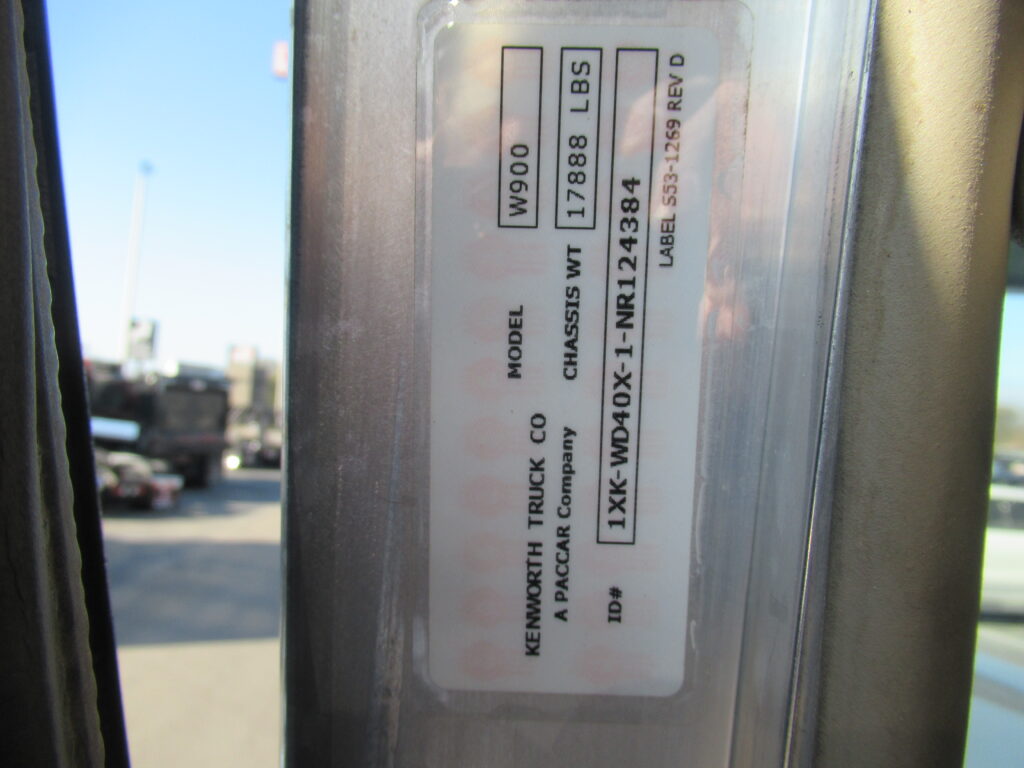 KENWORTH TRUCK CO MODEL W900
A PACCAR Company CHASSIS WT 17888 LBS
ID# 1XK-WD40X-1-NR124384
LABEL S53-1269 REV D